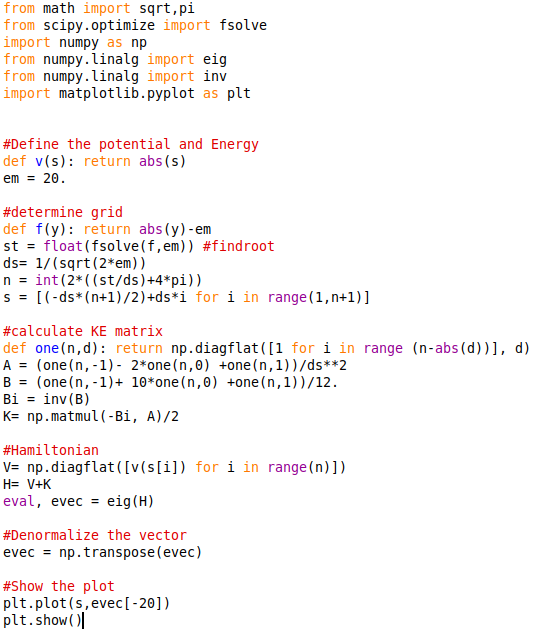 from math import sqrt,pi
from scipy.optimize import fsolve
import numpy as np
from numpy.linalg import eig
from numpy.linalg import inv
import matplotlib.pyplot as plt
#Define the potential and Energy
def v(s): return abs(s)
em = 20.
#determine grid
def f(y): return abs(y)-em
st = float(fsolve(f,em)) #findroot
ds= 1/(sqrt(2*em))
n = int(2*((st/ds)+4*pi))
s = [(-ds*(n+1)/2)+ds*i for i in range(1,n+1)]
#calculate KE matrix
def one(n,d): return np.diagflat([1 for i in range (n-abs(d))], d)
A = (one(n,-1)- 2*one(n,0) +one(n,1))/ds**2
B = (one(n,-1)+ 10*one(n,0) +one(n,1))/12.
Bi = inv(B)
K= np.matmul(-Bi, A)/2
#Hamiltonian
V= np.diagflat([v(s[i]) for i in range(n)])
H= V+K
eval, evec = eig(H)
#Denormalize the vector
evec = np.transpose(evec)
#Show the plot
plt.plot(s,evec[-20])
plt.show()